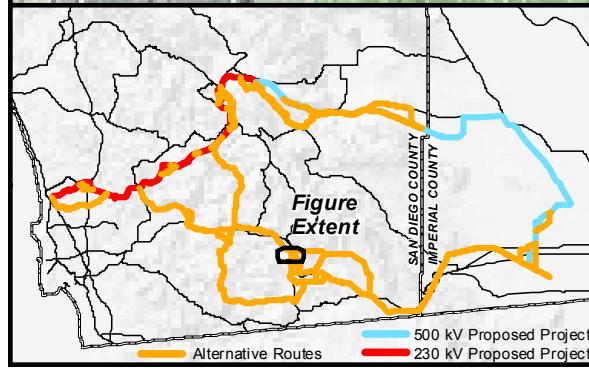 SAN DIEGO COUNTY
IMPERIAL COUNTY
Figure
Extent
500 kV Proposed Project
Alternative Routes
230 kV Proposed Project